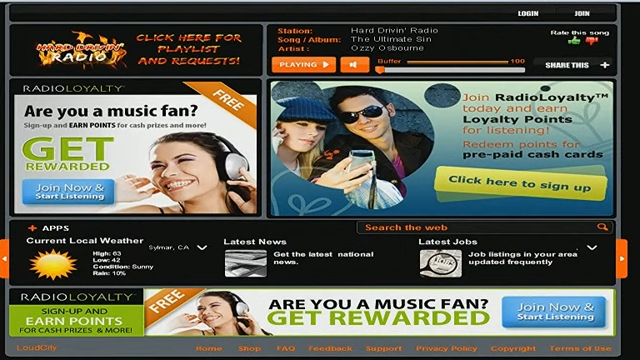 LOGIN JOIN
HARD DRIVIN'
RADIO
CLICK HERE FOR
PLAYLIST
AND REQUESTS!
Station: Hard Drivin' Radio
Song / Album: The Ultimate Sin
Artist : Ozzy Osbourne
Rate this song
PLAYING
Buffer 100
SHARE THIS +
RADIOLOYALTY
FREE
Are you a music fan?
Sign-up and EARN POINTS for cash prizes and more!
GET
REWARDED
Join Now &
Start Listening
Join RadioLoyalty™
today and earn
Loyalty Points
for listening!
Redeem points for
pre-paid cash cards
Click here to sign up
+ APPS
Search the web
Current Local Weather
Sylmar, CA
High: 63
Low: 42
Condition: Sunny
Rain: 10%
Latest News
Get the latest national
news.
Latest Jobs
Job listings in your area
updated frequently
RADIOLOYALTY
SIGN-UP AND
EARN POINTS
FOR CASH PRIZES & MORE!
FREE
ARE YOU A MUSIC FAN?
GET REWARDED
Join Now &
Start Listening
LoudCity
Home Shop FAQ Feedback Support Privacy Policy Copyright Terms of Use